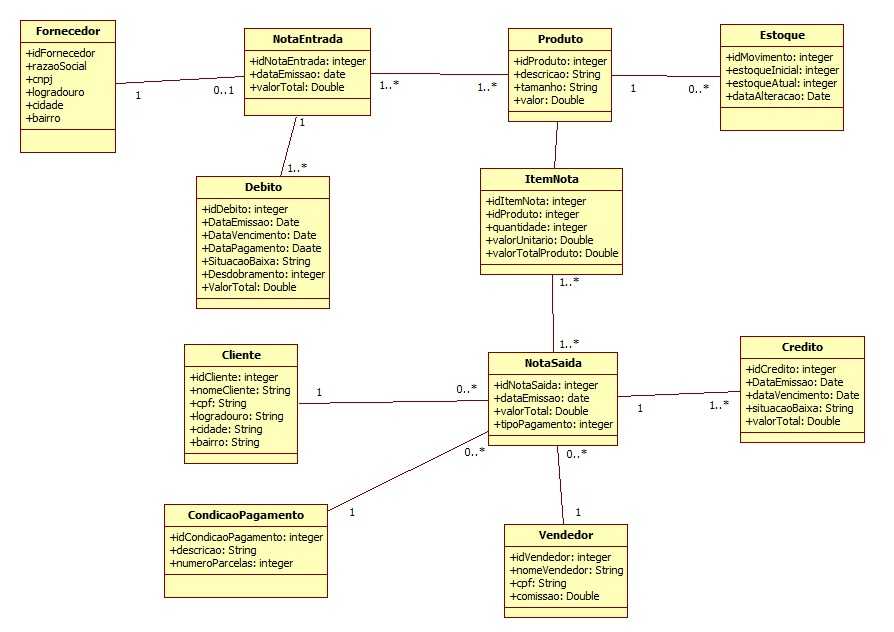 Fornecedor
+idFornecedor
+razaoSocial
+cnpj
+logradouro
+cidade
+bairro
1
0..1
NotaEntrada
+idNotaEntrada: integer
+dataEmissao: date
+valorTotal: Double
1..*
1..*
Produto
+idProduto: integer
+descricao: String
+tamanho: String
+valor: Double
1
0..*
Estoque
+idMovimento: integer
+estoqueInicial: integer
+estoqueAtual: integer
+dataAlteracao: Date
1
1..*
Debito
+idDebito: integer
+DataEmissao: Date
+DataVencimento: Date
+DataPagamento: Daate
+SituacaoBaixa: String
+Desdobramento: integer
+ValorTotal: Double
ItemNota
+idItemNota: integer
+idProduto: integer
+quantidade: integer
+valorUnitario: Double
+valorTotalProduto: Double
1..*
1..*
Cliente
+idCliente: integer
+nomeCliente: String
+cpf: String
+logradouro: String
+cidade: String
+bairro: String
1
0..*
NotaSaida
+idNotaSaida: integer
+dataEmissao: date
+valorTotal: Double
+tipoPagamento: integer
1
1..*
Credito
+idCredito: integer
+DataEmissao: Date
+dataVencimento: Date
+situacaoBaixa: String
+valorTotal: Double
0..*
0..*
CondicaoPagamento
+idCondicaoPagamento: integer
+descricao: String
+numeroParcelas: integer
1
1
Vendedor
+idVendedor: integer
+nomeVendedor: String
+cpf: String
+comissao: Double